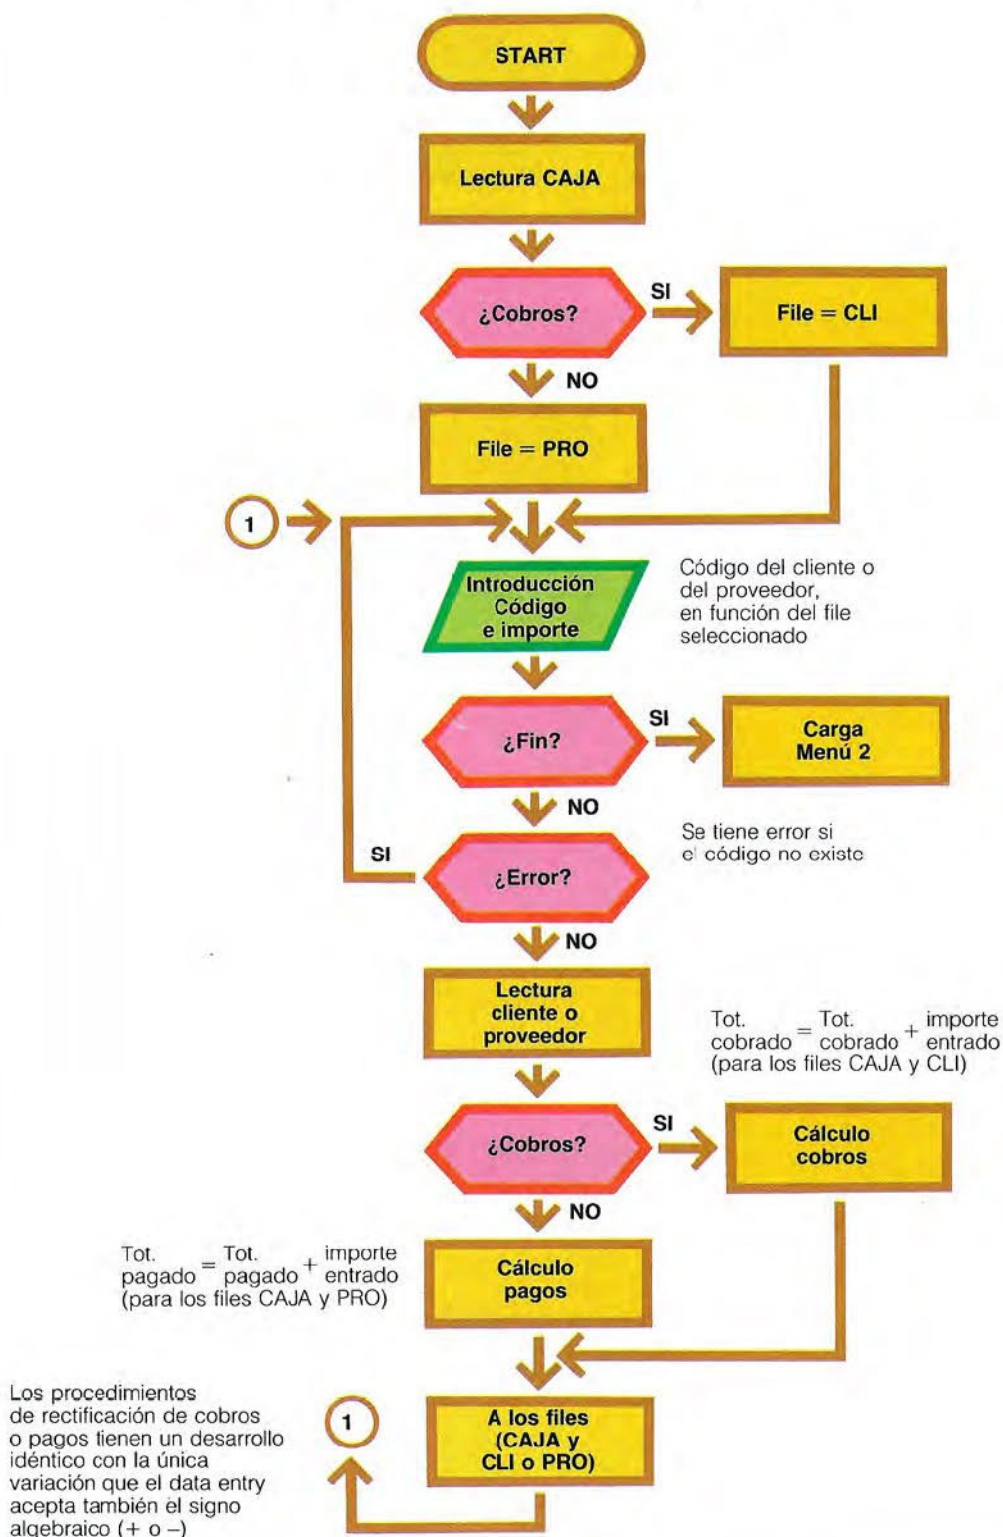 START
Lectura CAJA
¿Cobros?
SI
File = CLI
NO
File = PRO
1
Introducción
Código
e importe
Código del cliente o
del proveedor,
en función del file
seleccionado
¿Fin?
SI
Carga
Menú 2
NO
Se tiene error si
el código no existe
SI
¿Error?
NO
Lectura
cliente o
proveedor
Tot. cobrado = Tot. cobrado + importe entrado
(para los files CAJA y CLI)
¿Cobros?
SI
Cálculo
cobros
NO
Tot. pagado = Tot. pagado + importe entrado
(para los files CAJA y PRO)
Cálculo
pagos
Los procedimientos
de rectificación de cobros
o pagos tienen un desarrollo
idéntico con la única
variación que el data entry
acepta también el signo
algebraico (+ o –)
1
A los files
(CAJA y
CLI o PRO)